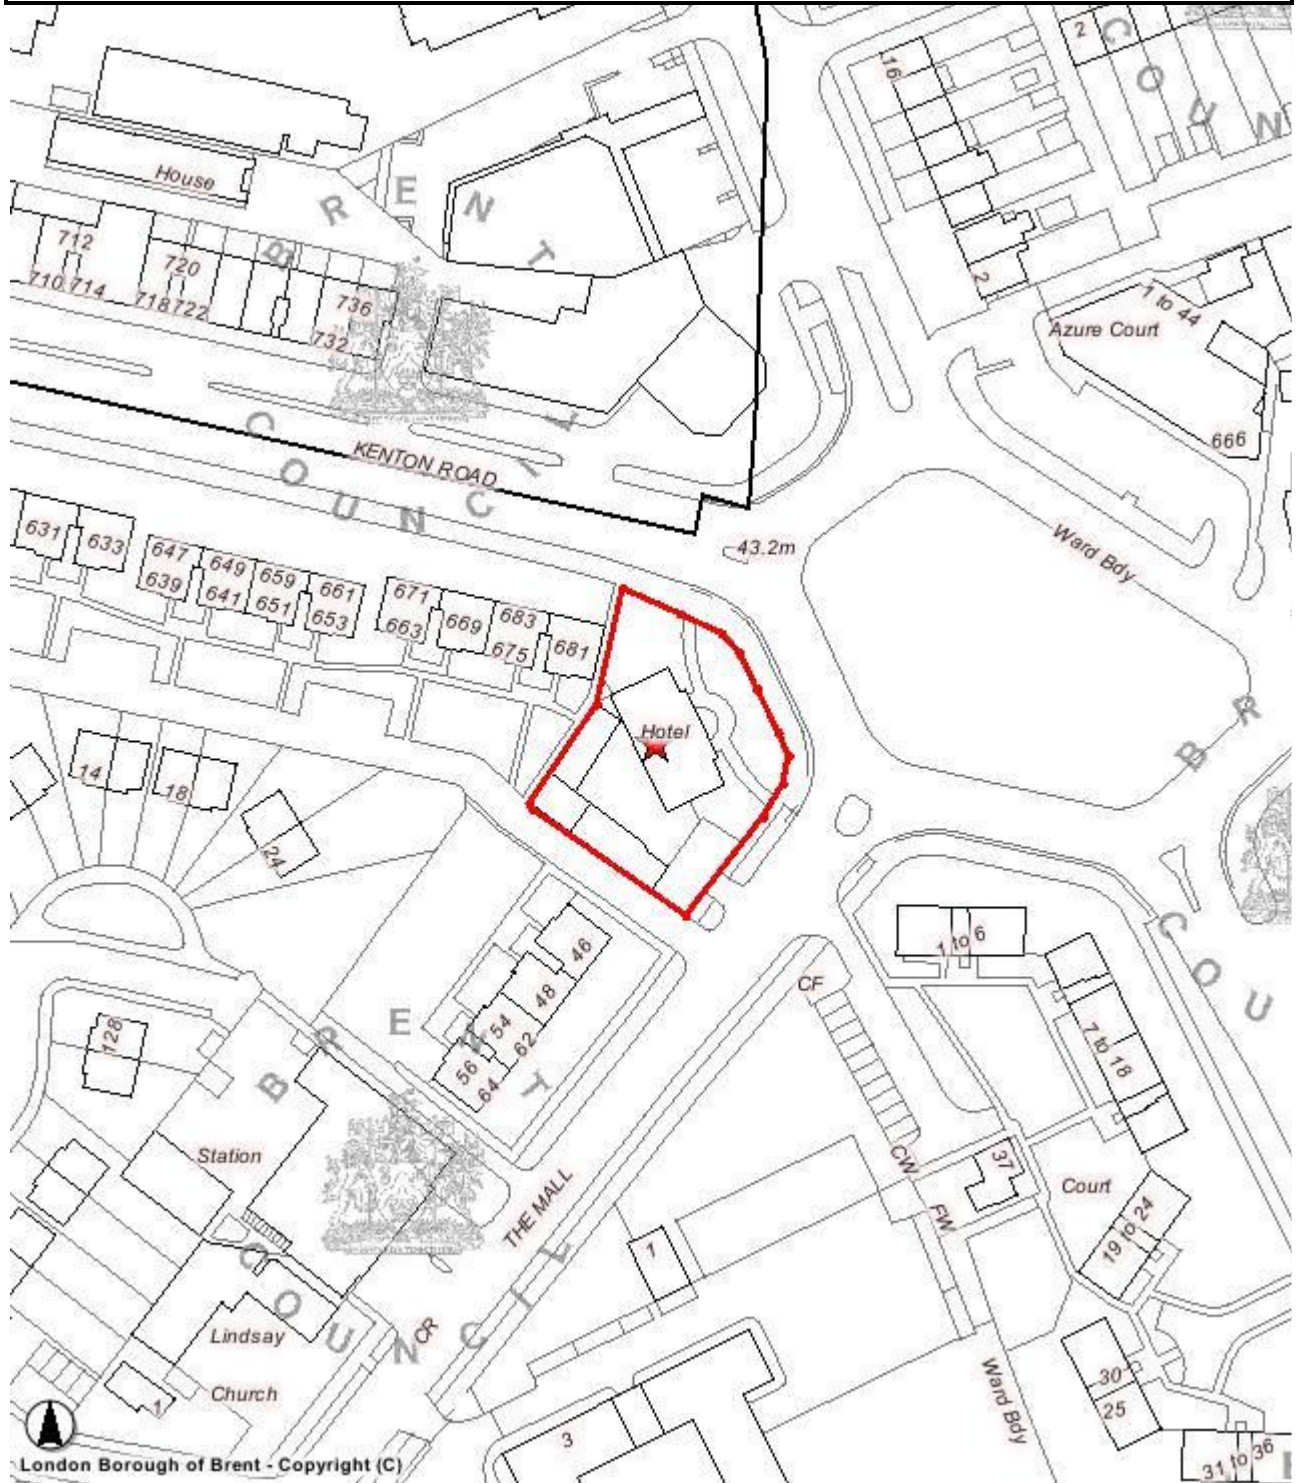 2
16
C O U N
House
B R E N T
712
710 714
720
718 722
736
732
2
1 to 44
Azure Court
666
KENTON ROAD
C O U N C I L
43.2m
Ward Bdy
631
633
647
639
649
641
659
651
661
653
671
663
669
683
675
681
Hotel
B R
14
18
24
46
48
54
62
56
64
1 to 6
C O U
CF
7 to 18
128
B R E N T
Station
CW
37
FW
Court
THE MALL
19 to 24
1
C O U N C I L
Lindsay
OR
Church
1
Ward Bdy
30
25
3
31 to 36
London Borough of Brent - Copyright (C)